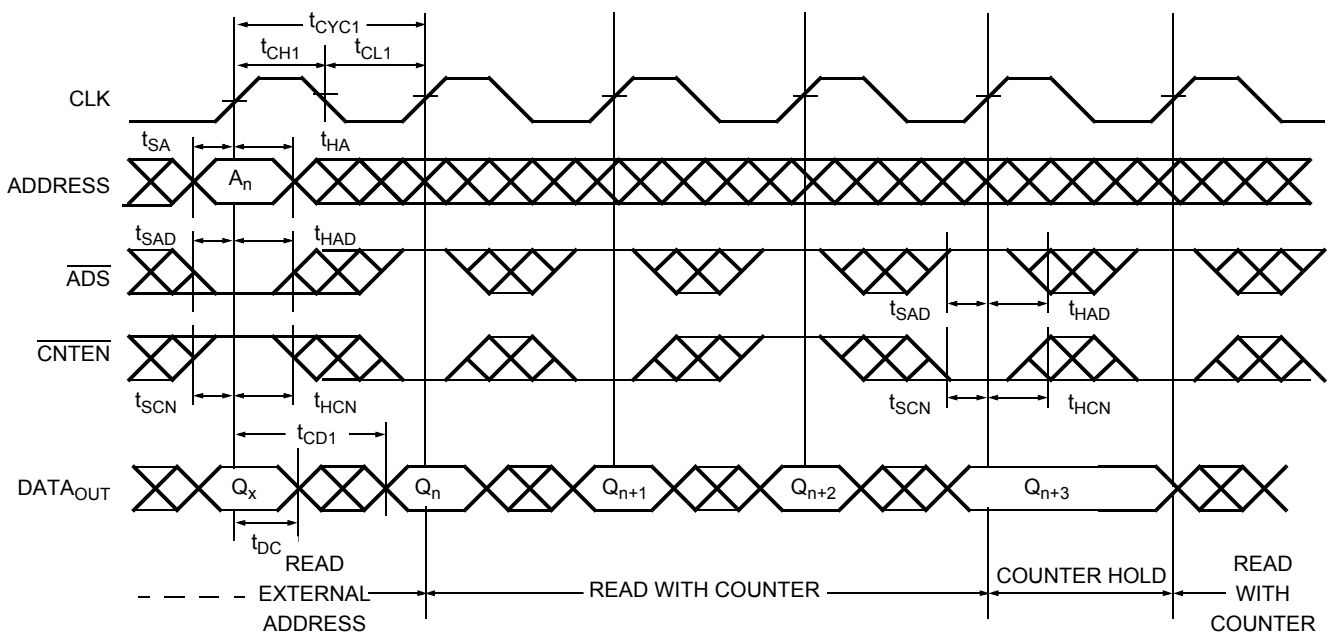 tCYC1
tCH1 tCL1
CLK
tSA tHA
ADDRESS An
tSAD tHAD
ADS
tSAD tHAD
CNTEN
tSCN tHCN tSCN tHCN
tCD1
DATAOUT Qx Qn Qn+1 Qn+2 Qn+3
tDC
READ
EXTERNAL
ADDRESS
READ WITH COUNTER
COUNTER HOLD
READ
WITH
COUNTER